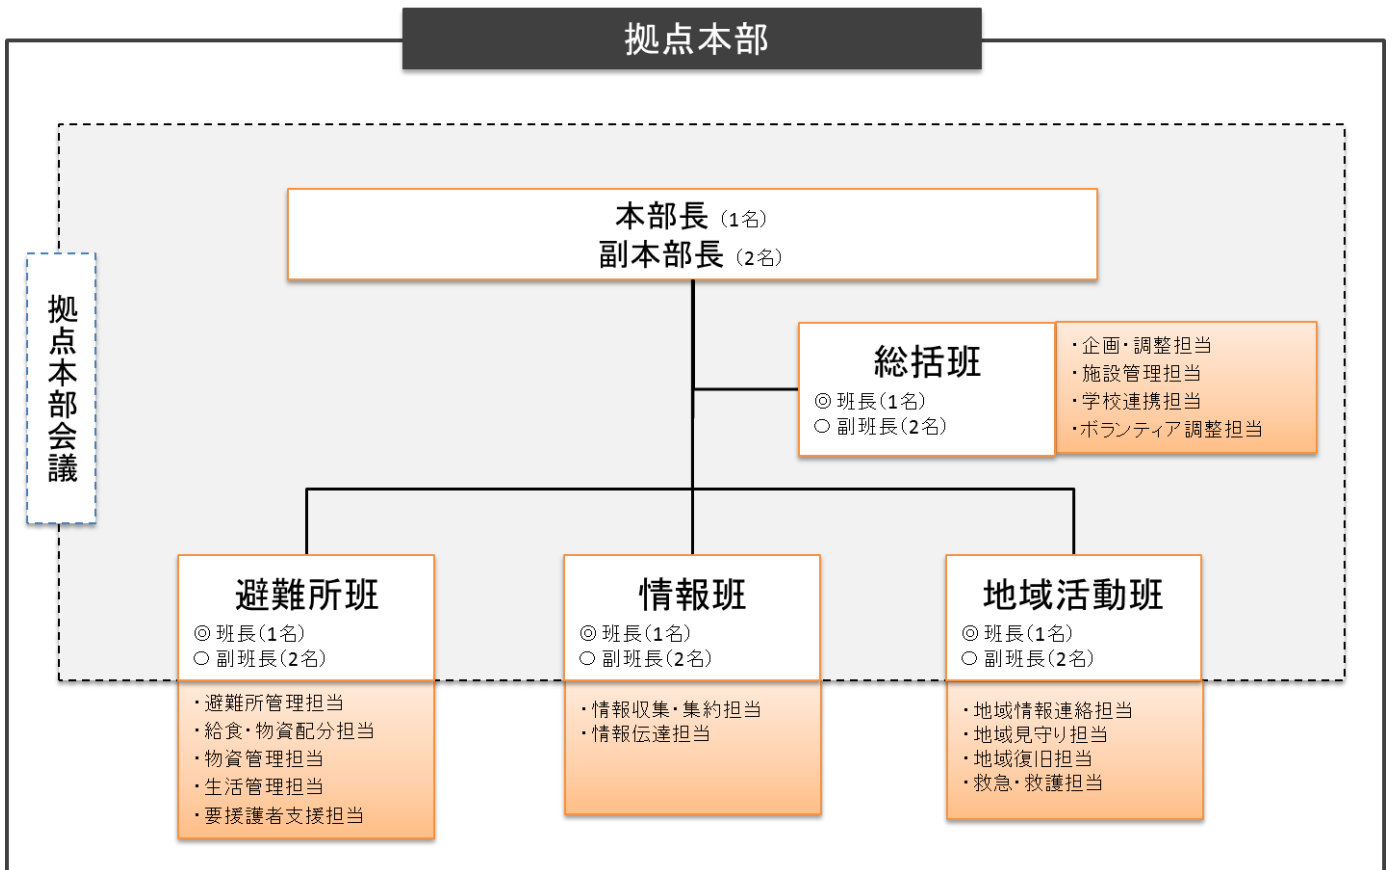 拠点本部
拠点本部会議
本部長（1名）
副本部長（2名）
総括班
◎ 班長(1名)
○ 副班長(2名)
・企画・調整担当
・施設管理担当
・学校連携担当
・ボランティア調整担当
避難所班
◎ 班長(1名)
○ 副班長(2名)
・避難所管理担当
・給食・物資配分担当
・物資管理担当
・生活管理担当
・要援護者支援担当
情報班
◎ 班長(1名)
○ 副班長(2名)
・情報収集・集約担当
・情報伝達担当
地域活動班
◎ 班長(1名)
○ 副班長(2名)
・地域情報連絡担当
・地域見守り担当
・地域復旧担当
・救急・救護担当